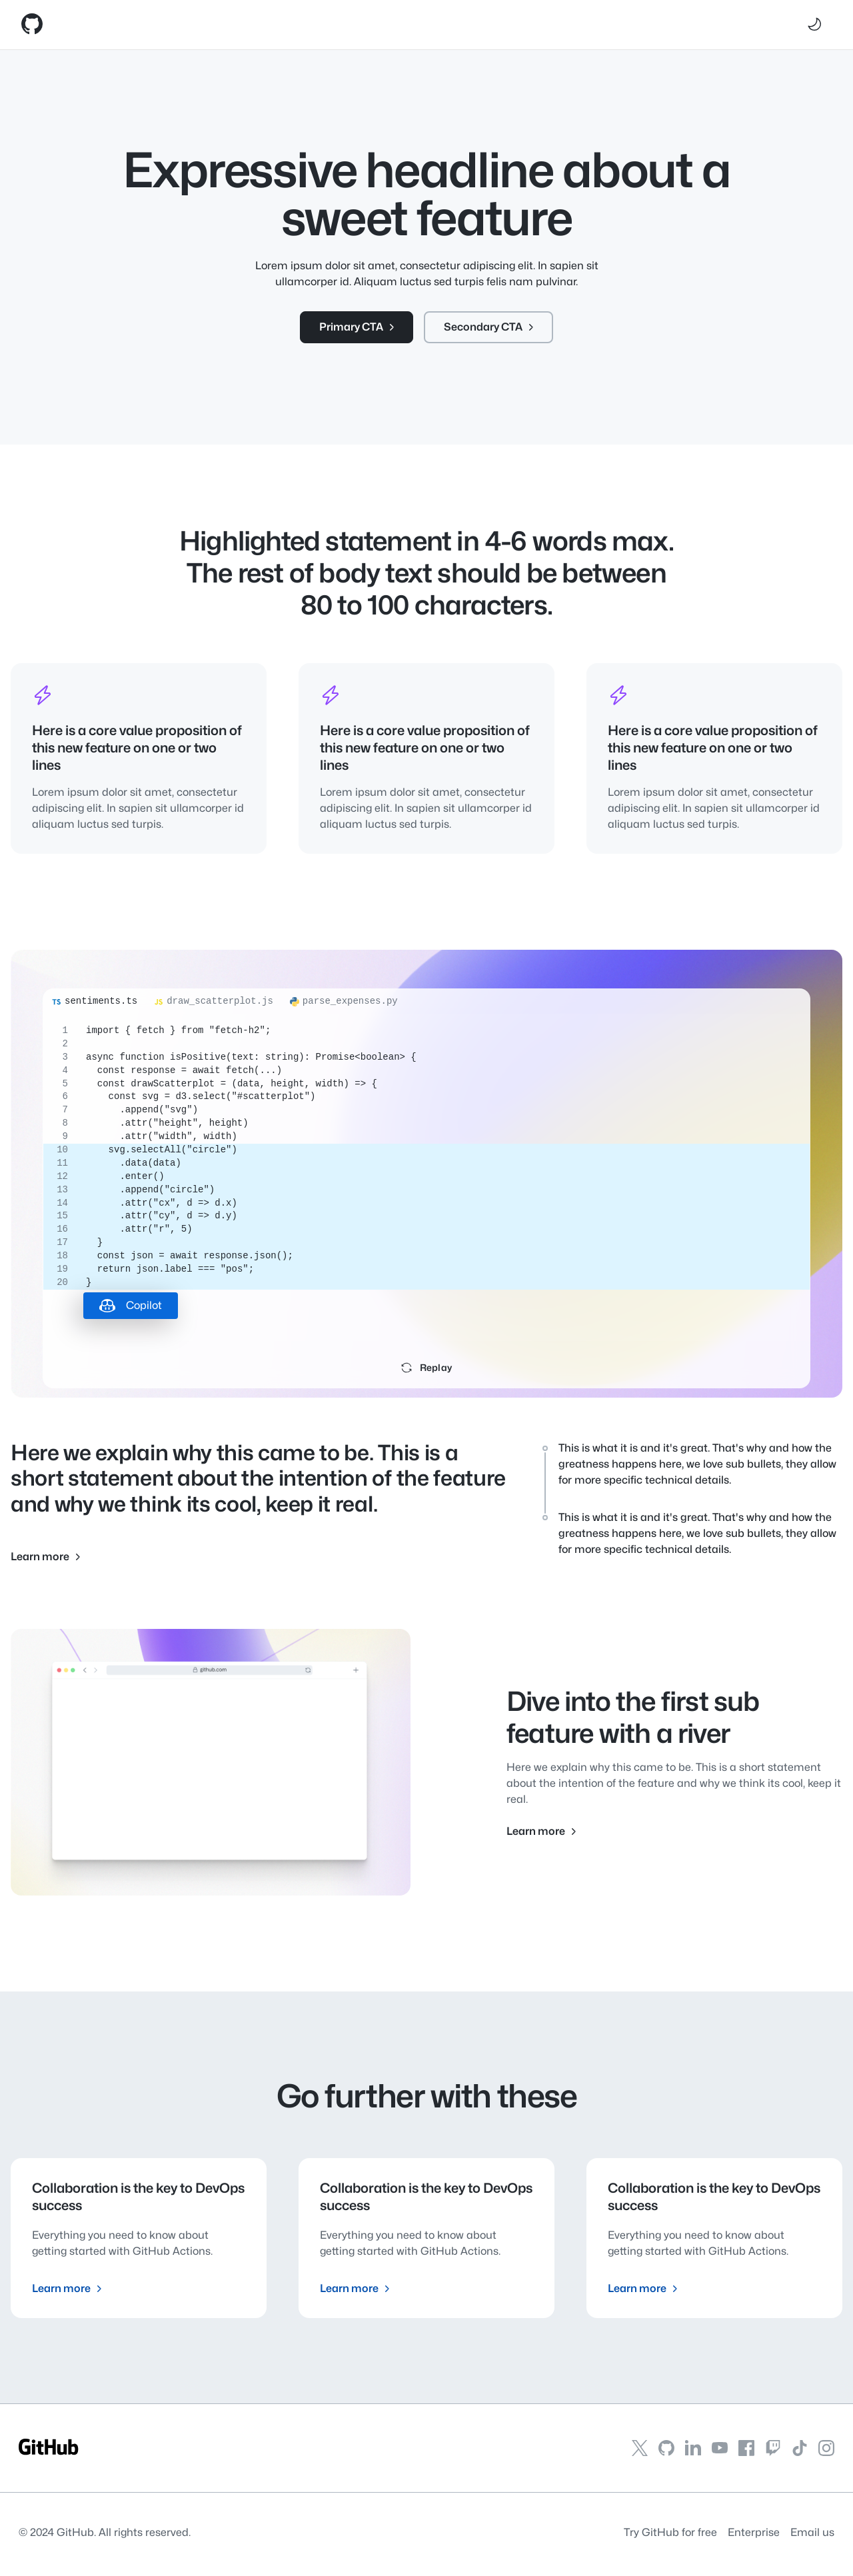 Expressive headline about a
sweet feature
Lorem ipsum dolor sit amet, consectetur adipiscing elit. In sapien sit
ullamcorper id. Aliquam luctus sed turpis felis nam pulvinar.
Primary CTA
Secondary CTA
Highlighted statement in 4-6 words max.
The rest of body text should be between
80 to 100 characters.
Here is a core value proposition of
this new feature on one or two
lines
Lorem ipsum dolor sit amet, consectetur
adipiscing elit. In sapien sit ullamcorper id
aliquam luctus sed turpis.
Here is a core value proposition of
this new feature on one or two
lines
Lorem ipsum dolor sit amet, consectetur
adipiscing elit. In sapien sit ullamcorper id
aliquam luctus sed turpis.
Here is a core value proposition of
this new feature on one or two
lines
Lorem ipsum dolor sit amet, consectetur
adipiscing elit. In sapien sit ullamcorper id
aliquam luctus sed turpis.
TS sentiments.ts JS draw_scatterplot.js parse_expenses.py
1 import { fetch } from "fetch-h2";
2
3 async function isPositive(text: string): Promise<boolean> {
4 const response = await fetch(...)
5 const drawScatterplot = (data, height, width) => {
6 const svg = d3.select("#scatterplot")
7 .append("svg")
8 .attr("height", height)
9 .attr("width", width)
10 svg.selectAll("circle")
11 .data(data)
12 .enter()
13 .append("circle")
14 .attr("cx", d => d.x)
15 .attr("cy", d => d.y)
16 .attr("r", 5)
17 }
18 const json = await response.json();
19 return json.label === "pos";
20 }
Copilot
Replay
Here we explain why this came to be. This is a
short statement about the intention of the feature
and why we think its cool, keep it real.
Learn more
This is what it is and it's great. That's why and how the
greatness happens here, we love sub bullets, they allow
for more specific technical details.
This is what it is and it's great. That's why and how the
greatness happens here, we love sub bullets, they allow
for more specific technical details.
github.com
Dive into the first sub
feature with a river
Here we explain why this came to be. This is a short statement
about the intention of the feature and why we think its cool, keep it
real.
Learn more
Go further with these
Collaboration is the key to DevOps
success
Everything you need to know about
getting started with GitHub Actions.
Learn more
Collaboration is the key to DevOps
success
Everything you need to know about
getting started with GitHub Actions.
Learn more
Collaboration is the key to DevOps
success
Everything you need to know about
getting started with GitHub Actions.
Learn more
GitHub
© 2024 GitHub. All rights reserved.
Try GitHub for free Enterprise Email us